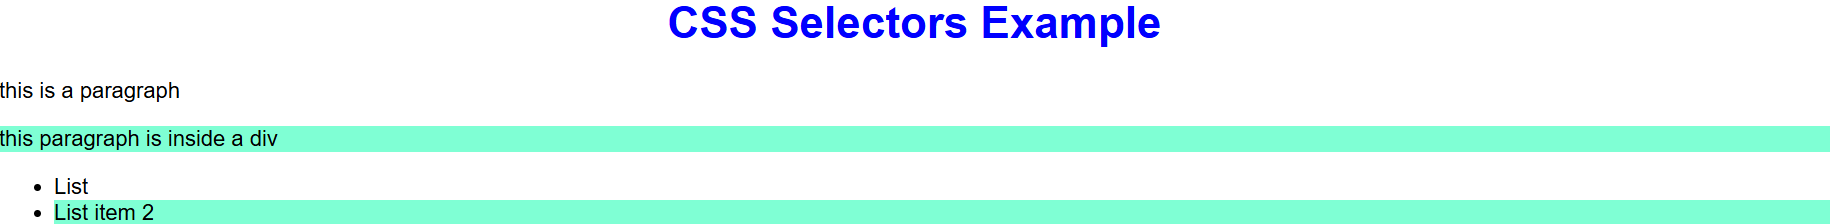 CSS Selectors Example
this is a paragraph
this paragraph is inside a div
List
List item 2